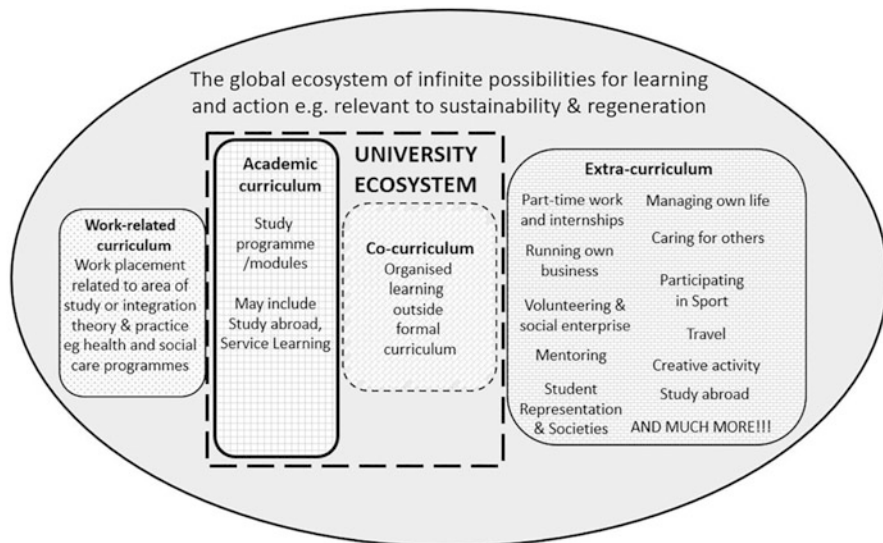 The global ecosystem of infinite possibilities for learning
and action e.g. relevant to sustainability & regeneration
Work-related
curriculum
Work placement
related to area of
study or integration
theory & practice
eg health and social
care programmes
Academic
curriculum
Study
programme
/modules
May include
Study abroad,
Service Learning
UNIVERSITY
ECOSYSTEM
Co-curriculum
Organised
learning
outside
formal
curriculum
Extra-curriculum
Part-time work
and internships
Running own
business
Volunteering &
social enterprise
Mentoring
Student
Representation
& Societies
Managing own life
Caring for others
Participating
in Sport
Travel
Creative activity
Study abroad
AND MUCH MORE!!!